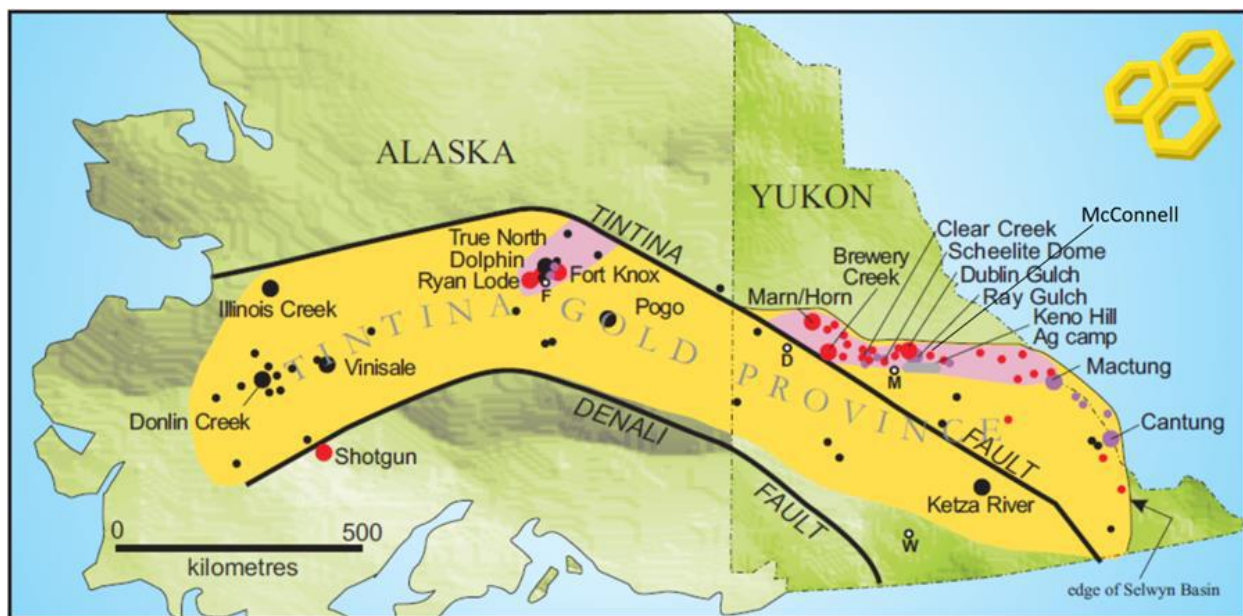 ALASKA
YUKON
TINTINA
FAULT
DENALI
FAULT
TINTINA GOLD PROVINCE
True North
Dolphin
Ryan Lode
Fort Knox
F
Illinois Creek
Pogo
Vinisale
Donlin Creek
Shotgun
McConnell
Clear Creek
Scheelite Dome
Brewery
Creek
Dublin Gulch
Ray Gulch
Marn/Horn
Keno Hill
Ag camp
Mactung
D
M
Cantung
Ketza River
W
edge of Selwyn Basin
0 500
kilometres